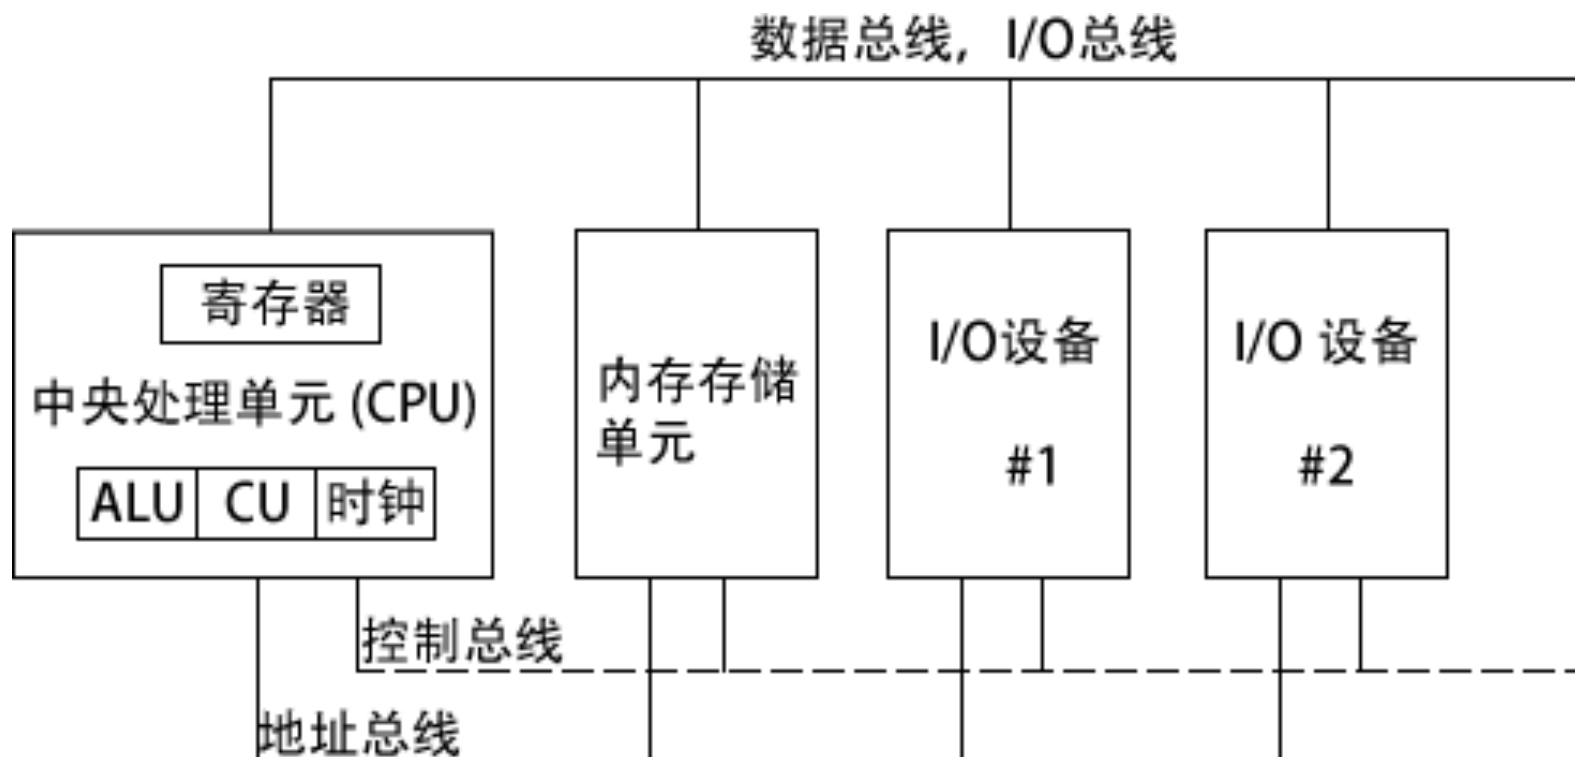 数据总线，I/O总线
寄存器
中央处理单元 (CPU)
ALU CU 时钟
内存存储
单元
I/O设备
#1
I/O 设备
#2
控制总线
地址总线